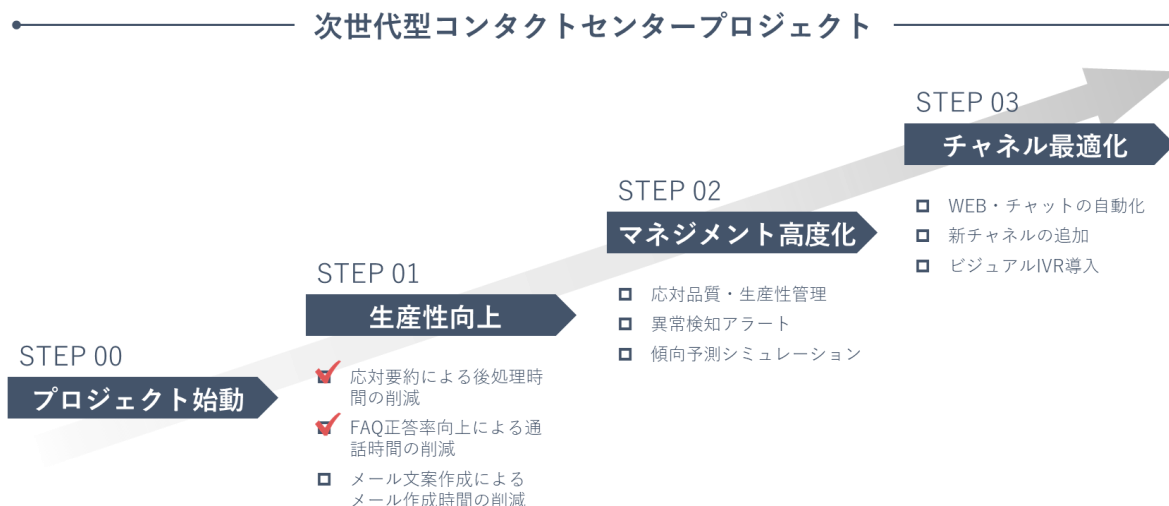 次世代型コンタクトセンタープロジェクト
STEP 00
プロジェクト始動
STEP 01
生産性向上
応対要約による後処理時
間の削減
FAQ正答率向上による通
話時間の削減
メール文案作成による
メール作成時間の削減
STEP 02
マネジメント高度化
応対品質・生産性管理
異常検知アラート
傾向予測シミュレーション
STEP 03
チャネル最適化
WEB・チャットの自動化
新チャネルの追加
ビジュアルIVR導入